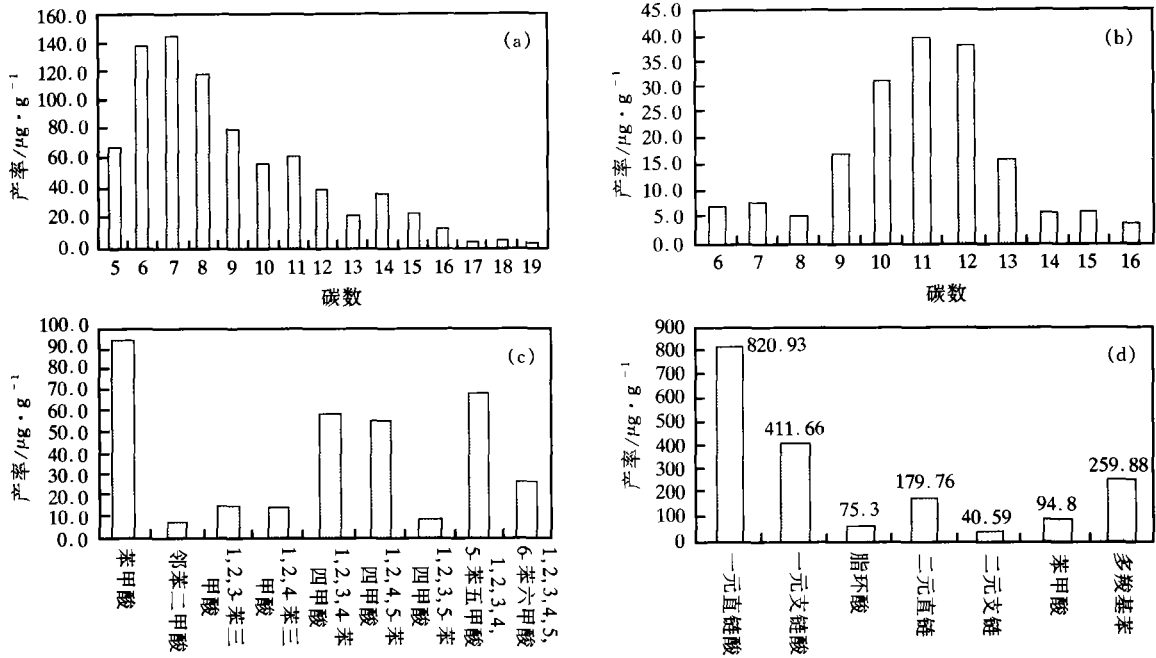 160.0
140.0
120.0
100.0
80.0
60.0
40.0
20.0
0.0
产率/μg·g⁻¹
(a)
5 6 7 8 9 10 11 12 13 14 15 16 17 18 19
碳数
45.0
40.0
35.0
30.0
25.0
20.0
15.0
10.0
5.0
0.0
产率/μg·g⁻¹
(b)
6 7 8 9 10 11 12 13 14 15 16
碳数
100.0
90.0
80.0
70.0
60.0
50.0
40.0
30.0
20.0
10.0
0.0
产率/μg·g⁻¹
(c)
苯甲酸
邻苯二甲酸
1,2,3-苯三
甲酸
1,2,4-苯三
甲酸
1,2,3,4-苯
四甲酸
1,2,4,5-苯
四甲酸
1,2,3,5-苯
四甲酸
1,2,3,4,
5-苯五甲酸
1,2,3,4,5,
6-苯六甲酸
900
800
700
600
500
400
300
200
100
0
产率/μg·g⁻¹
(d)
820.93
411.66
75.3
179.76
40.59
94.8
259.88
一元直链酸
一元支链酸
脂环酸
二元直链
二元支链
苯甲酸
多羧基苯